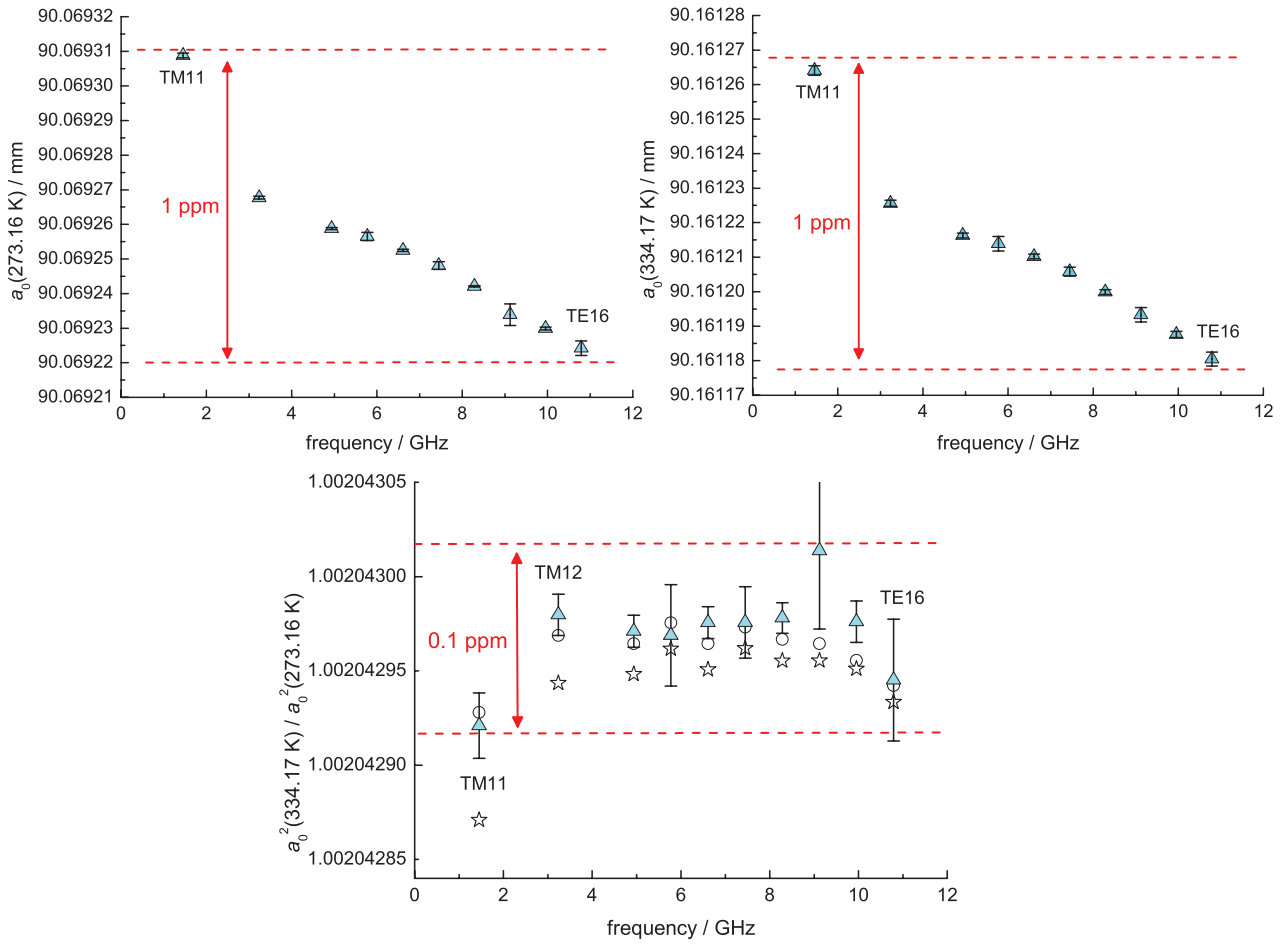 90.06932
90.06931
90.06930
90.06929
90.06928
90.06927
90.06926
90.06925
90.06924
90.06923
90.06922
90.06921
a₀(273.16 K) / mm
TM11
1 ppm
TE16
0 2 4 6 8 10 12
frequency / GHz
90.16128
90.16127
90.16126
90.16125
90.16124
90.16123
90.16122
90.16121
90.16120
90.16119
90.16118
90.16117
a₀(334.17 K) / mm
TM11
1 ppm
TE16
0 2 4 6 8 10 12
frequency / GHz
1.00204305
1.00204300
1.00204295
1.00204290
1.00204285
a₀²(334.17 K) / a₀²(273.16 K)
TM12
0.1 ppm
TE16
TM11
0 2 4 6 8 10 12
frequency / GHz